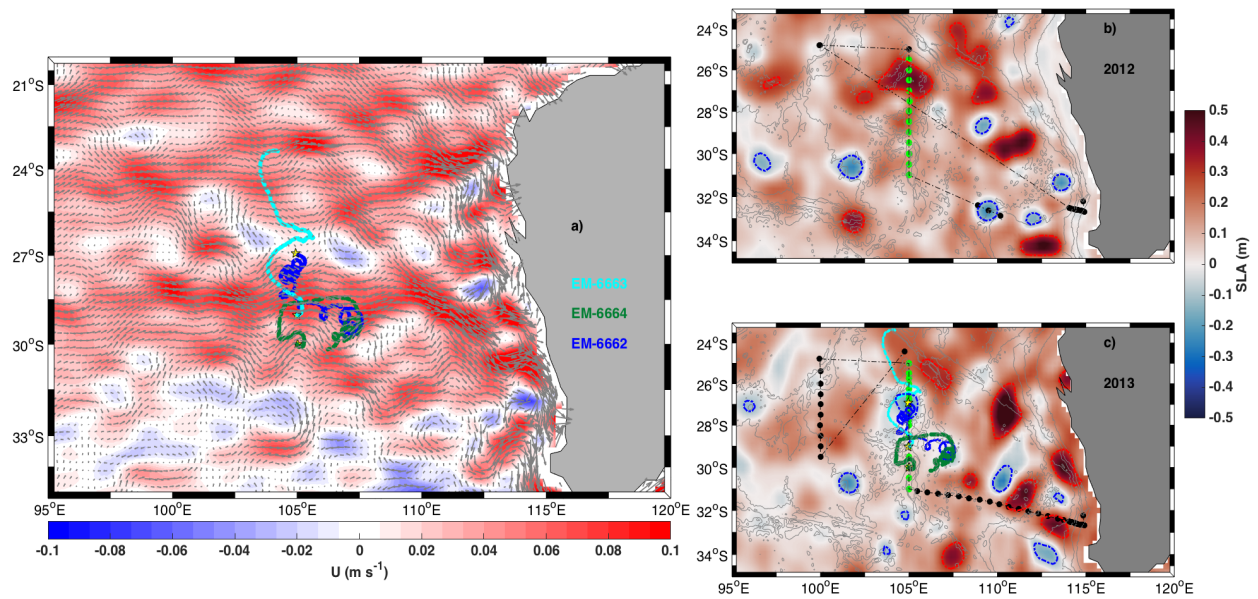 a)
EM-6663
EM-6664
EM-6662
21°S
24°S
27°S
30°S
33°S
95°E
100°E
105°E
110°E
115°E
120°E
-0.1
-0.08
-0.06
-0.04
-0.02
0
0.02
0.04
0.06
0.08
0.1
U (m s⁻¹)
b)
2012
24°S
26°S
28°S
30°S
32°S
34°S
c)
2013
24°S
26°S
28°S
30°S
32°S
34°S
95°E
100°E
105°E
110°E
115°E
120°E
0.5
0.4
0.3
0.2
0.1
0
-0.1
-0.2
-0.3
-0.4
-0.5
SLA (m)